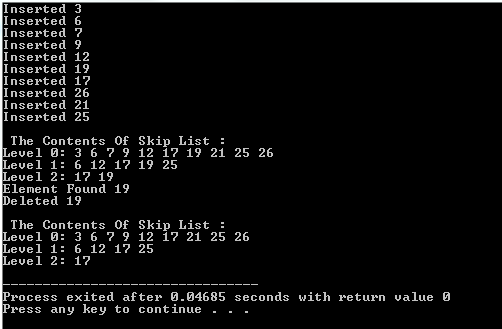 Inserted 3
Inserted 6
Inserted 7
Inserted 9
Inserted 12
Inserted 19
Inserted 17
Inserted 26
Inserted 21
Inserted 25
The Contents Of Skip List :
Level 0: 3 6 7 9 12 17 19 21 25 26
Level 1: 6 12 17 19 25
Level 2: 17 19
Element Found 19
Deleted 19
The Contents Of Skip List :
Level 0: 3 6 7 9 12 17 21 25 26
Level 1: 6 12 17 25
Level 2: 17
--------------------------------
Process exited after 0.04685 seconds with return value 0
Press any key to continue . . .